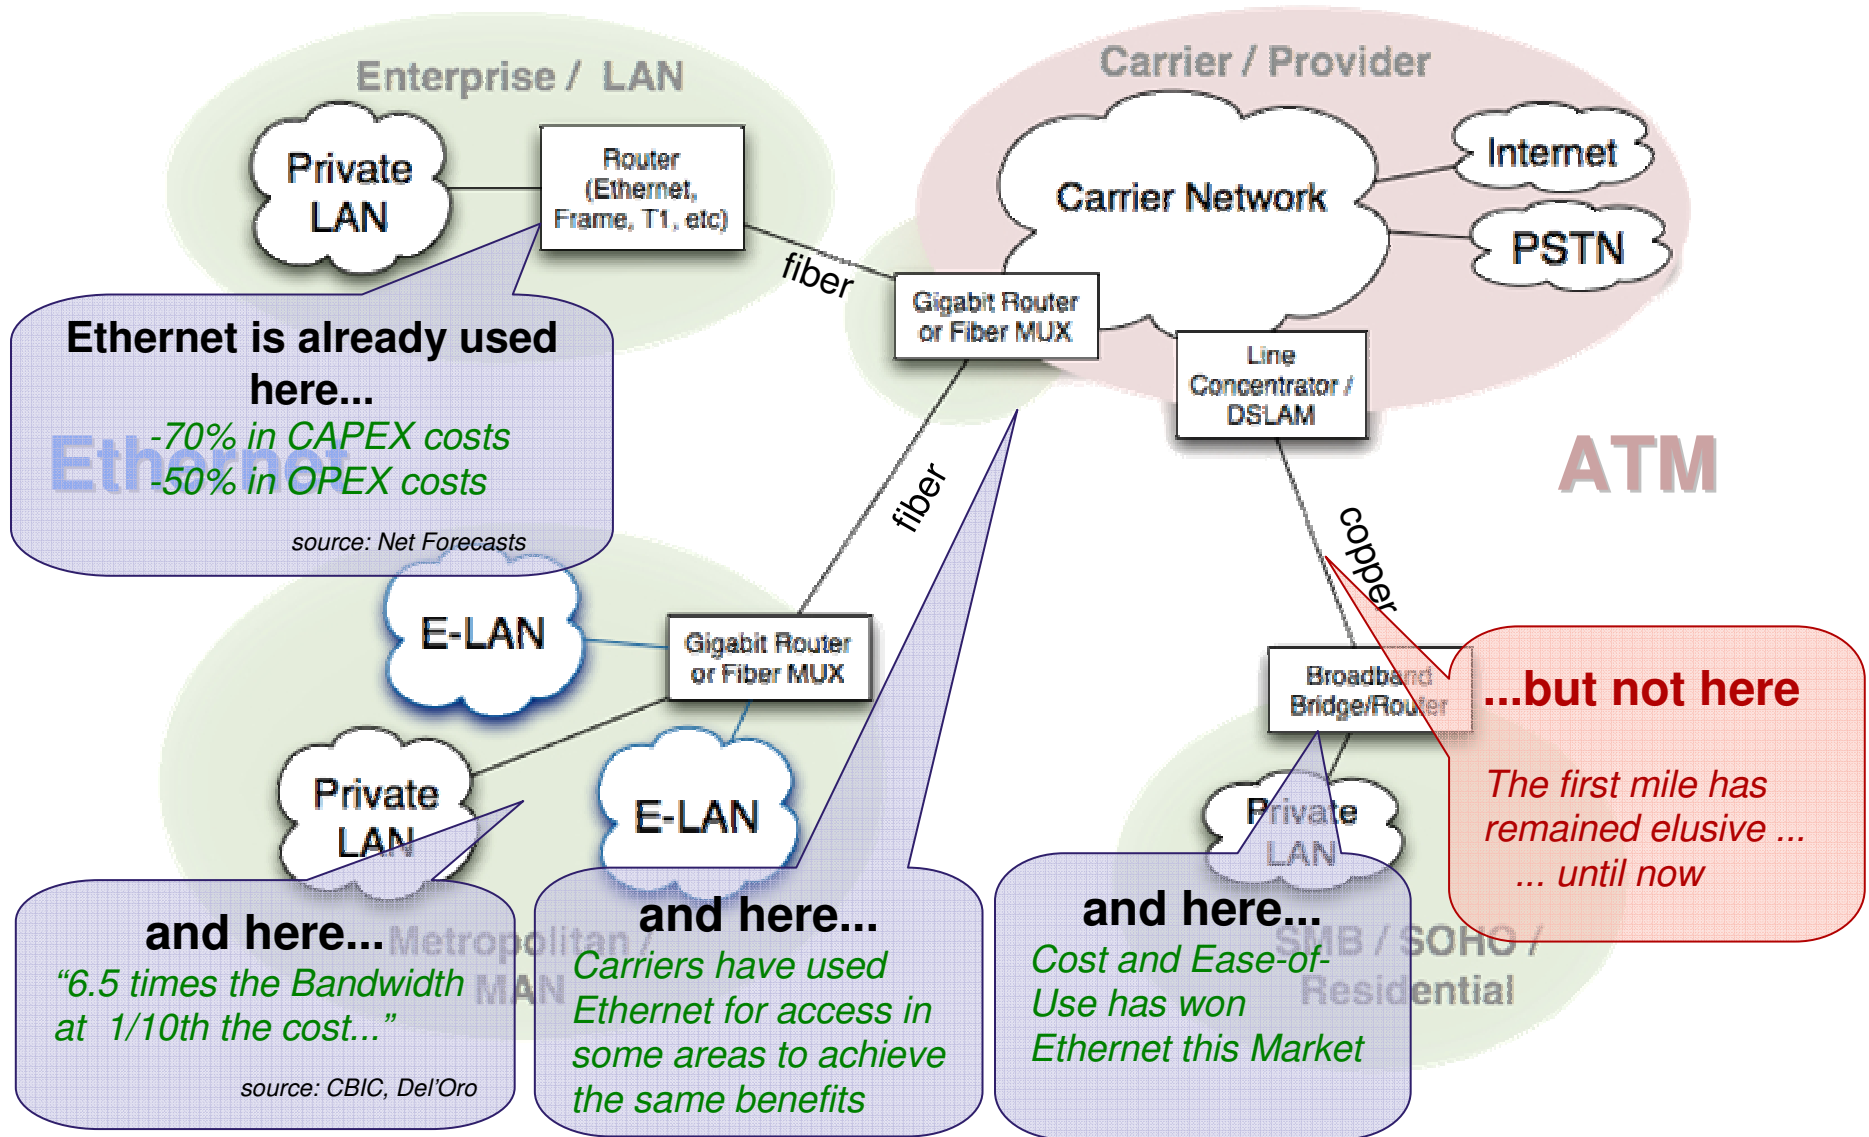 Enterprise / LAN
Carrier / Provider
Private
LAN
Router
(Ethernet,
Frame, T1, etc)
Carrier Network
Internet
PSTN
fiber
Gigabit Router
or Fiber MUX
Line
Concentrator /
DSLAM
Ethernet is already used
here...
-70% in CAPEX costs
-50% in OPEX costs
source: Net Forecasts
Ethernet
ATM
fiber
copper
E-LAN
Gigabit Router
or Fiber MUX
Broadband
Bridge/Router
...but not here
The first mile has
remained elusive ...
... until now
Private
LAN
E-LAN
Private
LAN
and here...
“6.5 times the Bandwidth
at 1/10th the cost...”
source: CBIC, Del'Oro
Metropolitan /
MAN
and here...
Carriers have used
Ethernet for access in
some areas to achieve
the same benefits
and here...
Cost and Ease-of-
Use has won
Ethernet this Market
SMB / SOHO /
Residential